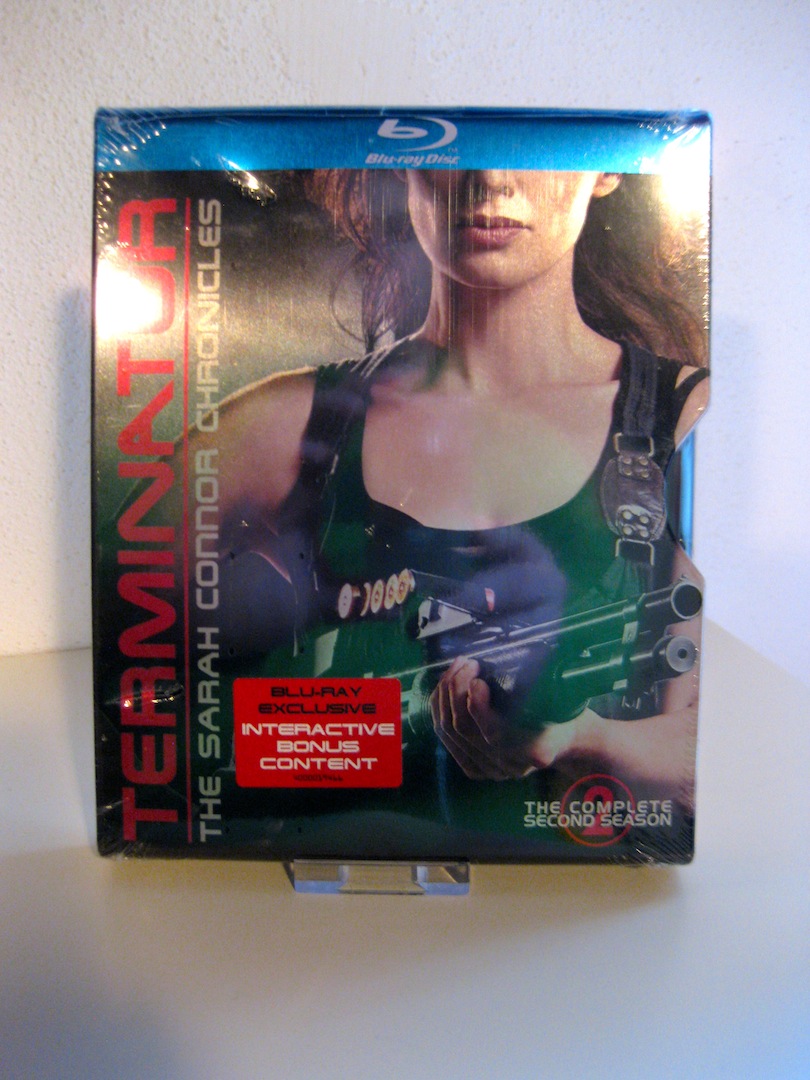 Blu-ray Disc
TERMINATOR
THE SARAH CONNOR CHRONICLES
BLU-RAY
EXCLUSIVE
INTERACTIVE
BONUS
CONTENT
2
THE COMPLETE
SECOND SEASON